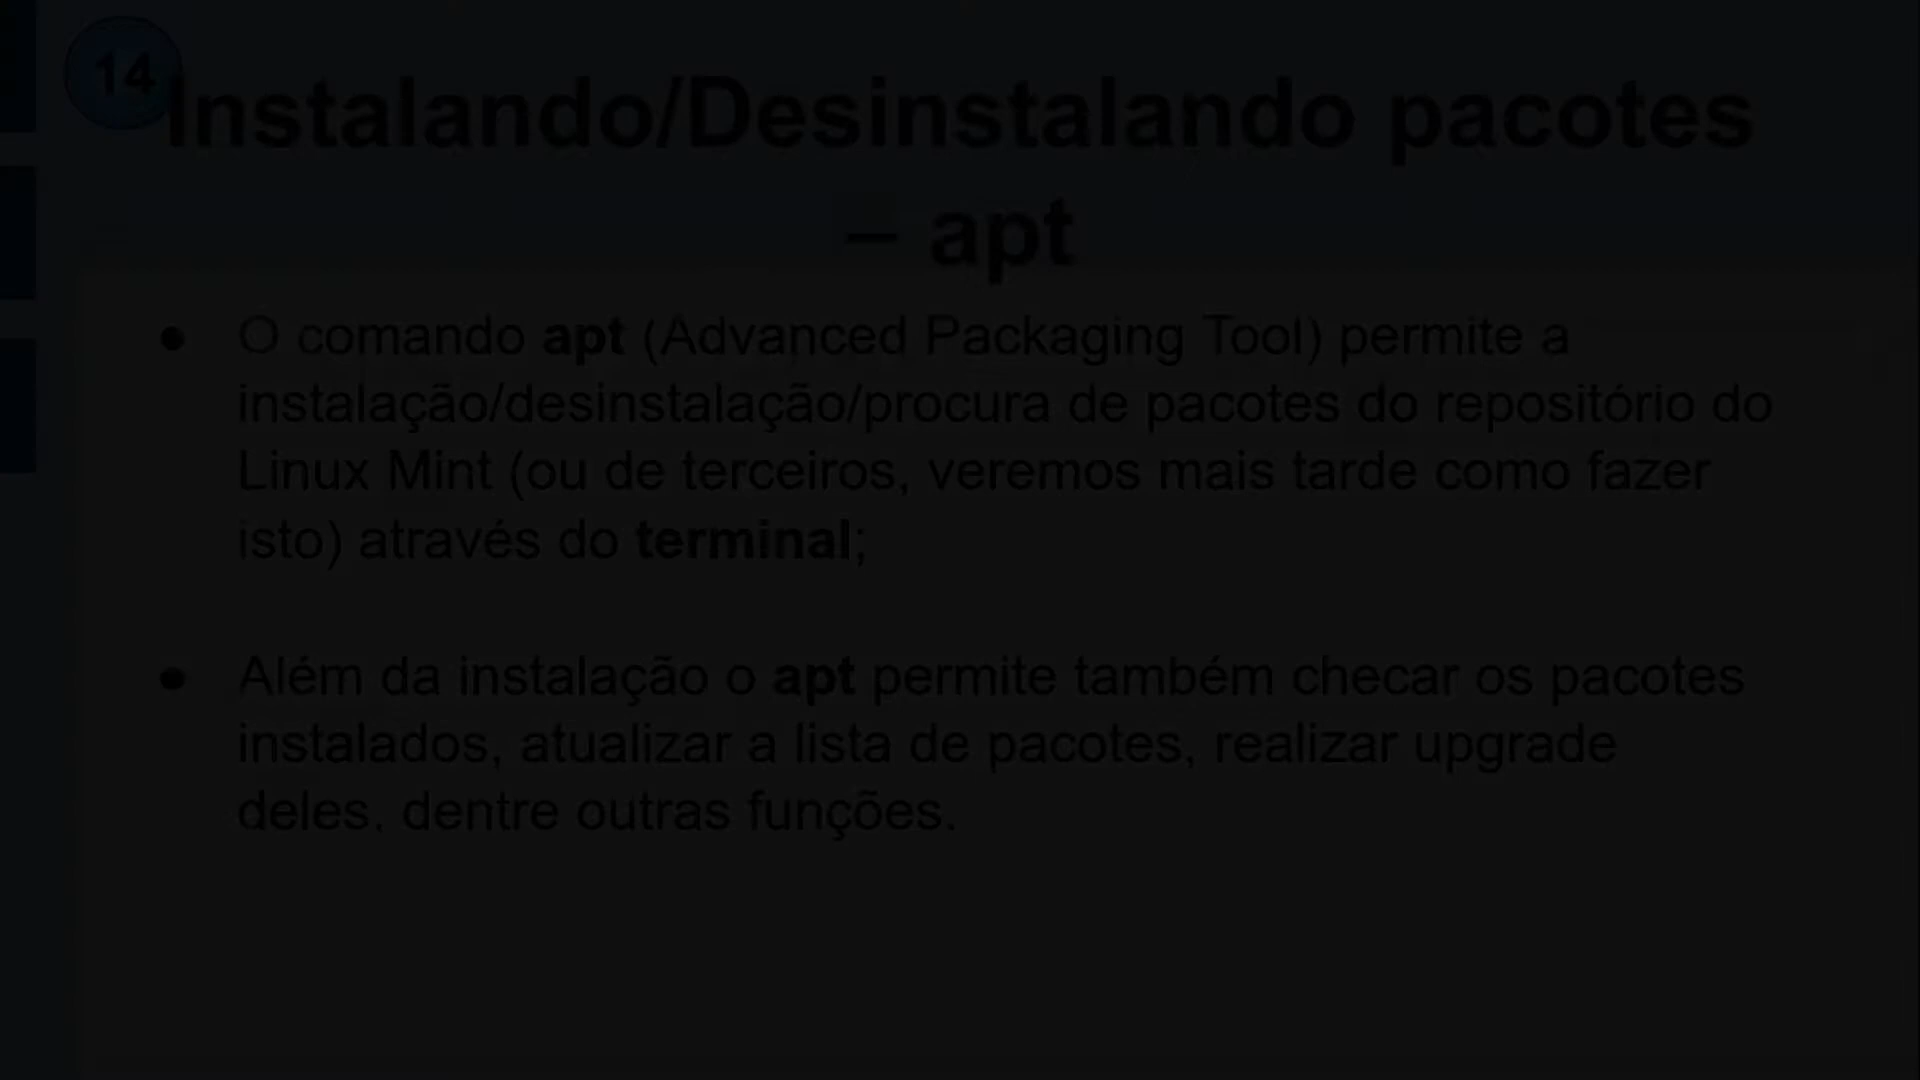 14
Instalando/Desinstalando pacotes
– apt
● O comando apt (Advanced Packaging Tool) permite a
instalação/desinstalação/procura de pacotes do repositório do
Linux Mint (ou de terceiros, veremos mais tarde como fazer
isto) através do terminal;
● Além da instalação o apt permite também checar os pacotes
instalados, atualizar a lista de pacotes, realizar upgrade
deles. dentre outras funções.